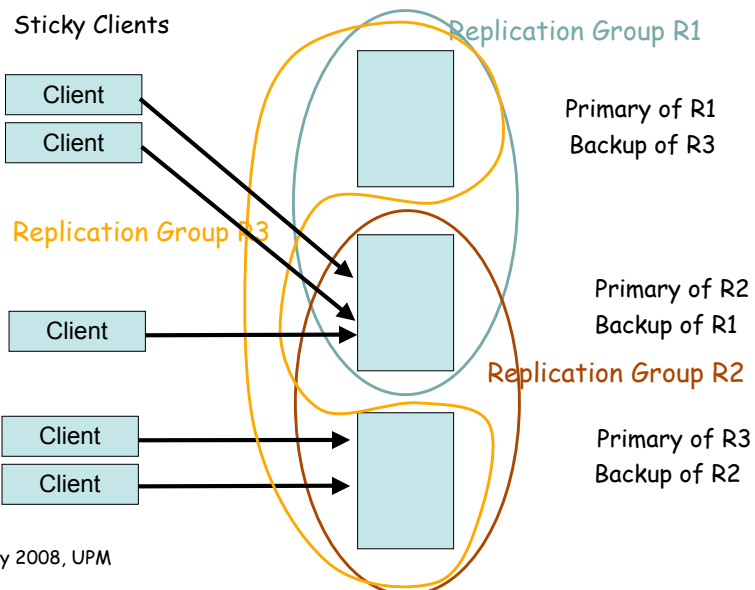 Sticky Clients
Replication Group R1
Client
Client
Primary of R1
Backup of R3
Replication Group R3
Client
Primary of R2
Backup of R1
Replication Group R2
Client
Client
Primary of R3
Backup of R2
y 2008, UPM